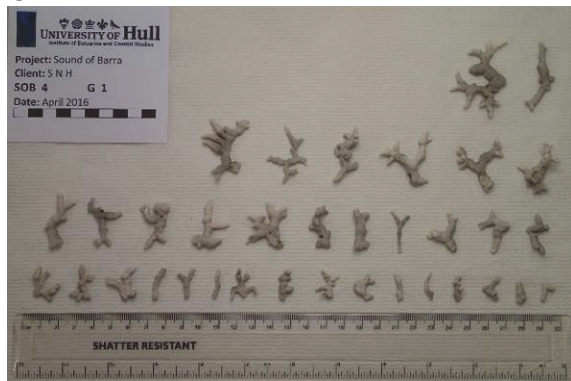 UNIVERSITY OF Hull
Institute of Estuarine and Coastal Studies
Project: Sound of Barra
Client: S N H
SOB 4 G 1
Date: April 2016
SHATTER RESISTANT